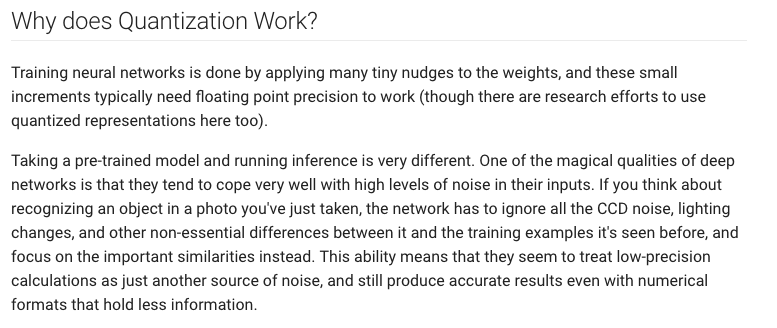 Why does Quantization Work?
Training neural networks is done by applying many tiny nudges to the weights, and these small
increments typically need floating point precision to work (though there are research efforts to use
quantized representations here too).
Taking a pre-trained model and running inference is very different. One of the magical qualities of deep
networks is that they tend to cope very well with high levels of noise in their inputs. If you think about
recognizing an object in a photo you've just taken, the network has to ignore all the CCD noise, lighting
changes, and other non-essential differences between it and the training examples it's seen before, and
focus on the important similarities instead. This ability means that they seem to treat low-precision
calculations as just another source of noise, and still produce accurate results even with numerical
formats that hold less information.